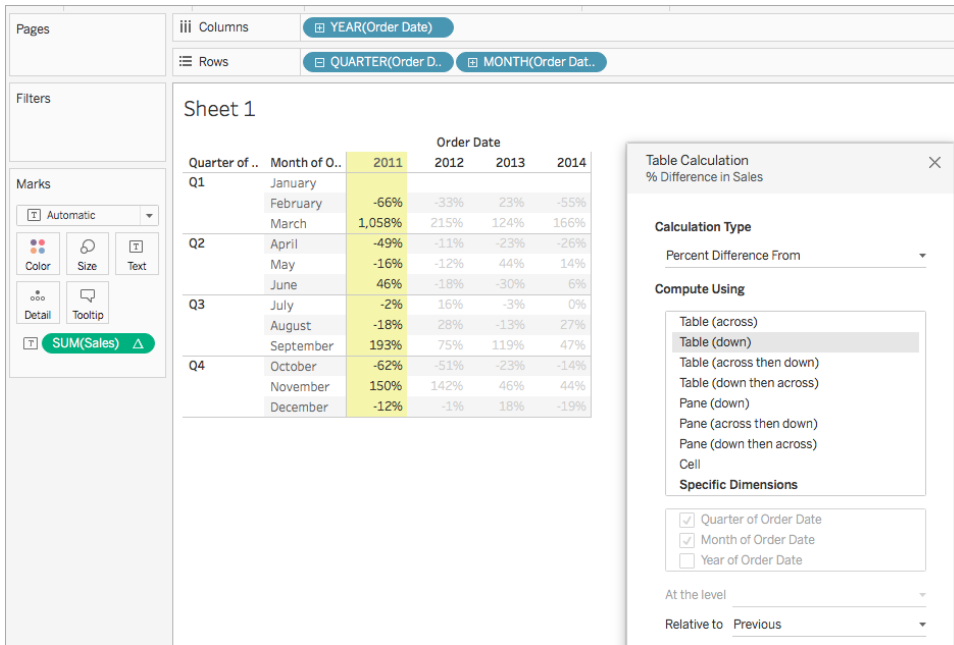 Pages
iii Columns
YEAR(Order Date)
Rows
QUARTER(Order D..
MONTH(Order Dat..
Filters
Marks
T Automatic
Color
Size
T
Text
Detail
Tooltip
T SUM(Sales) Δ
Sheet 1
Order Date
Quarter of .. Month of O.. 2011 2012 2013 2014
Q1 January
February -66% -33% 23% -55%
March 1,058% 215% 124% 166%
Q2 April -49% -11% -23% -26%
May -16% -12% 44% 14%
June 46% -18% -30% 6%
Q3 July -2% 16% -3% 0%
August -18% 28% -13% 27%
September 193% 75% 119% 47%
Q4 October -62% -51% -23% -14%
November 150% 142% 46% 44%
December -12% -1% 18% -19%
Table Calculation
% Difference in Sales
Calculation Type
Percent Difference From
Compute Using
Table (across)
Table (down)
Table (across then down)
Table (down then across)
Pane (down)
Pane (across then down)
Pane (down then across)
Cell
Specific Dimensions
Quarter of Order Date
Month of Order Date
Year of Order Date
At the level
Relative to Previous